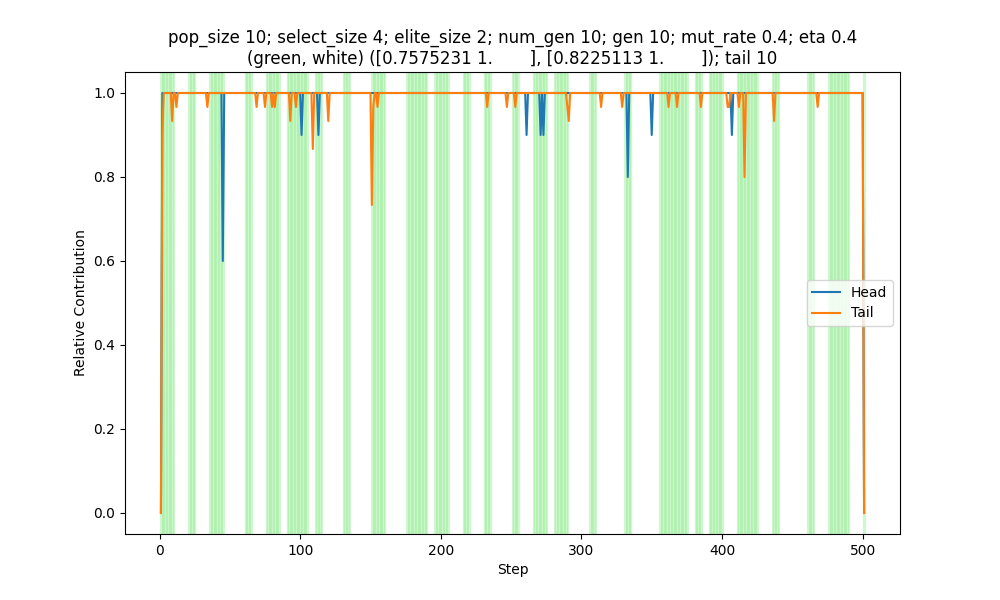 pop_size 10; select_size 4; elite_size 2; num_gen 10; gen 10; mut_rate 0.4; eta 0.4
(green, white) ([0.7575231 1.        ], [0.8225113 1.        ]); tail 10
1.0
0.8
0.6
0.4
0.2
0.0
Relative Contribution
Head
Tail
0 100 200 300 400 500
Step